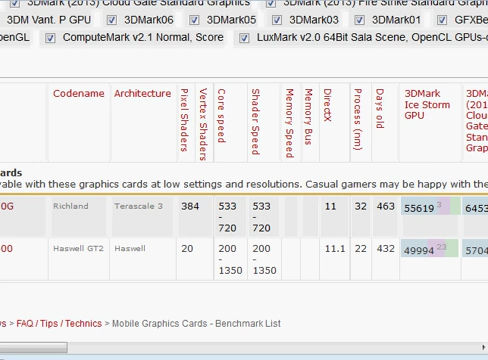 3DMark (2013) Cloud Gate Standard Graphics 3DMark (2013) Fire Strike Standard Graph
3DM Vant. P GPU 3DMark06 3DMark05 3DMark03 3DMark01 GFXBe
penGL ComputeMark v2.1 Normal, Score LuxMark v2.0 64Bit Sala Scene, OpenCL GPUs-o
Codename Architecture Pixel Shaders Vertex Shaders Core speed Shader Speed Memory Speed Memory Bus DirectX Process (nm) Days old 3DMark Ice Storm GPU 3DMa (201 Cloud Gate Stan Grap
ards
yable with these graphics cards at low settings and resolutions. Casual gamers may be happy with the
0G Richland Terascale 3 384 533 - 720 533 - 720 11 32 463 55619 3 6453
00 Haswell GT2 Haswell 20 200 - 1350 200 - 1350 11.1 22 432 49994 23 5704
ws > FAQ / Tips / Technics > Mobile Graphics Cards - Benchmark List